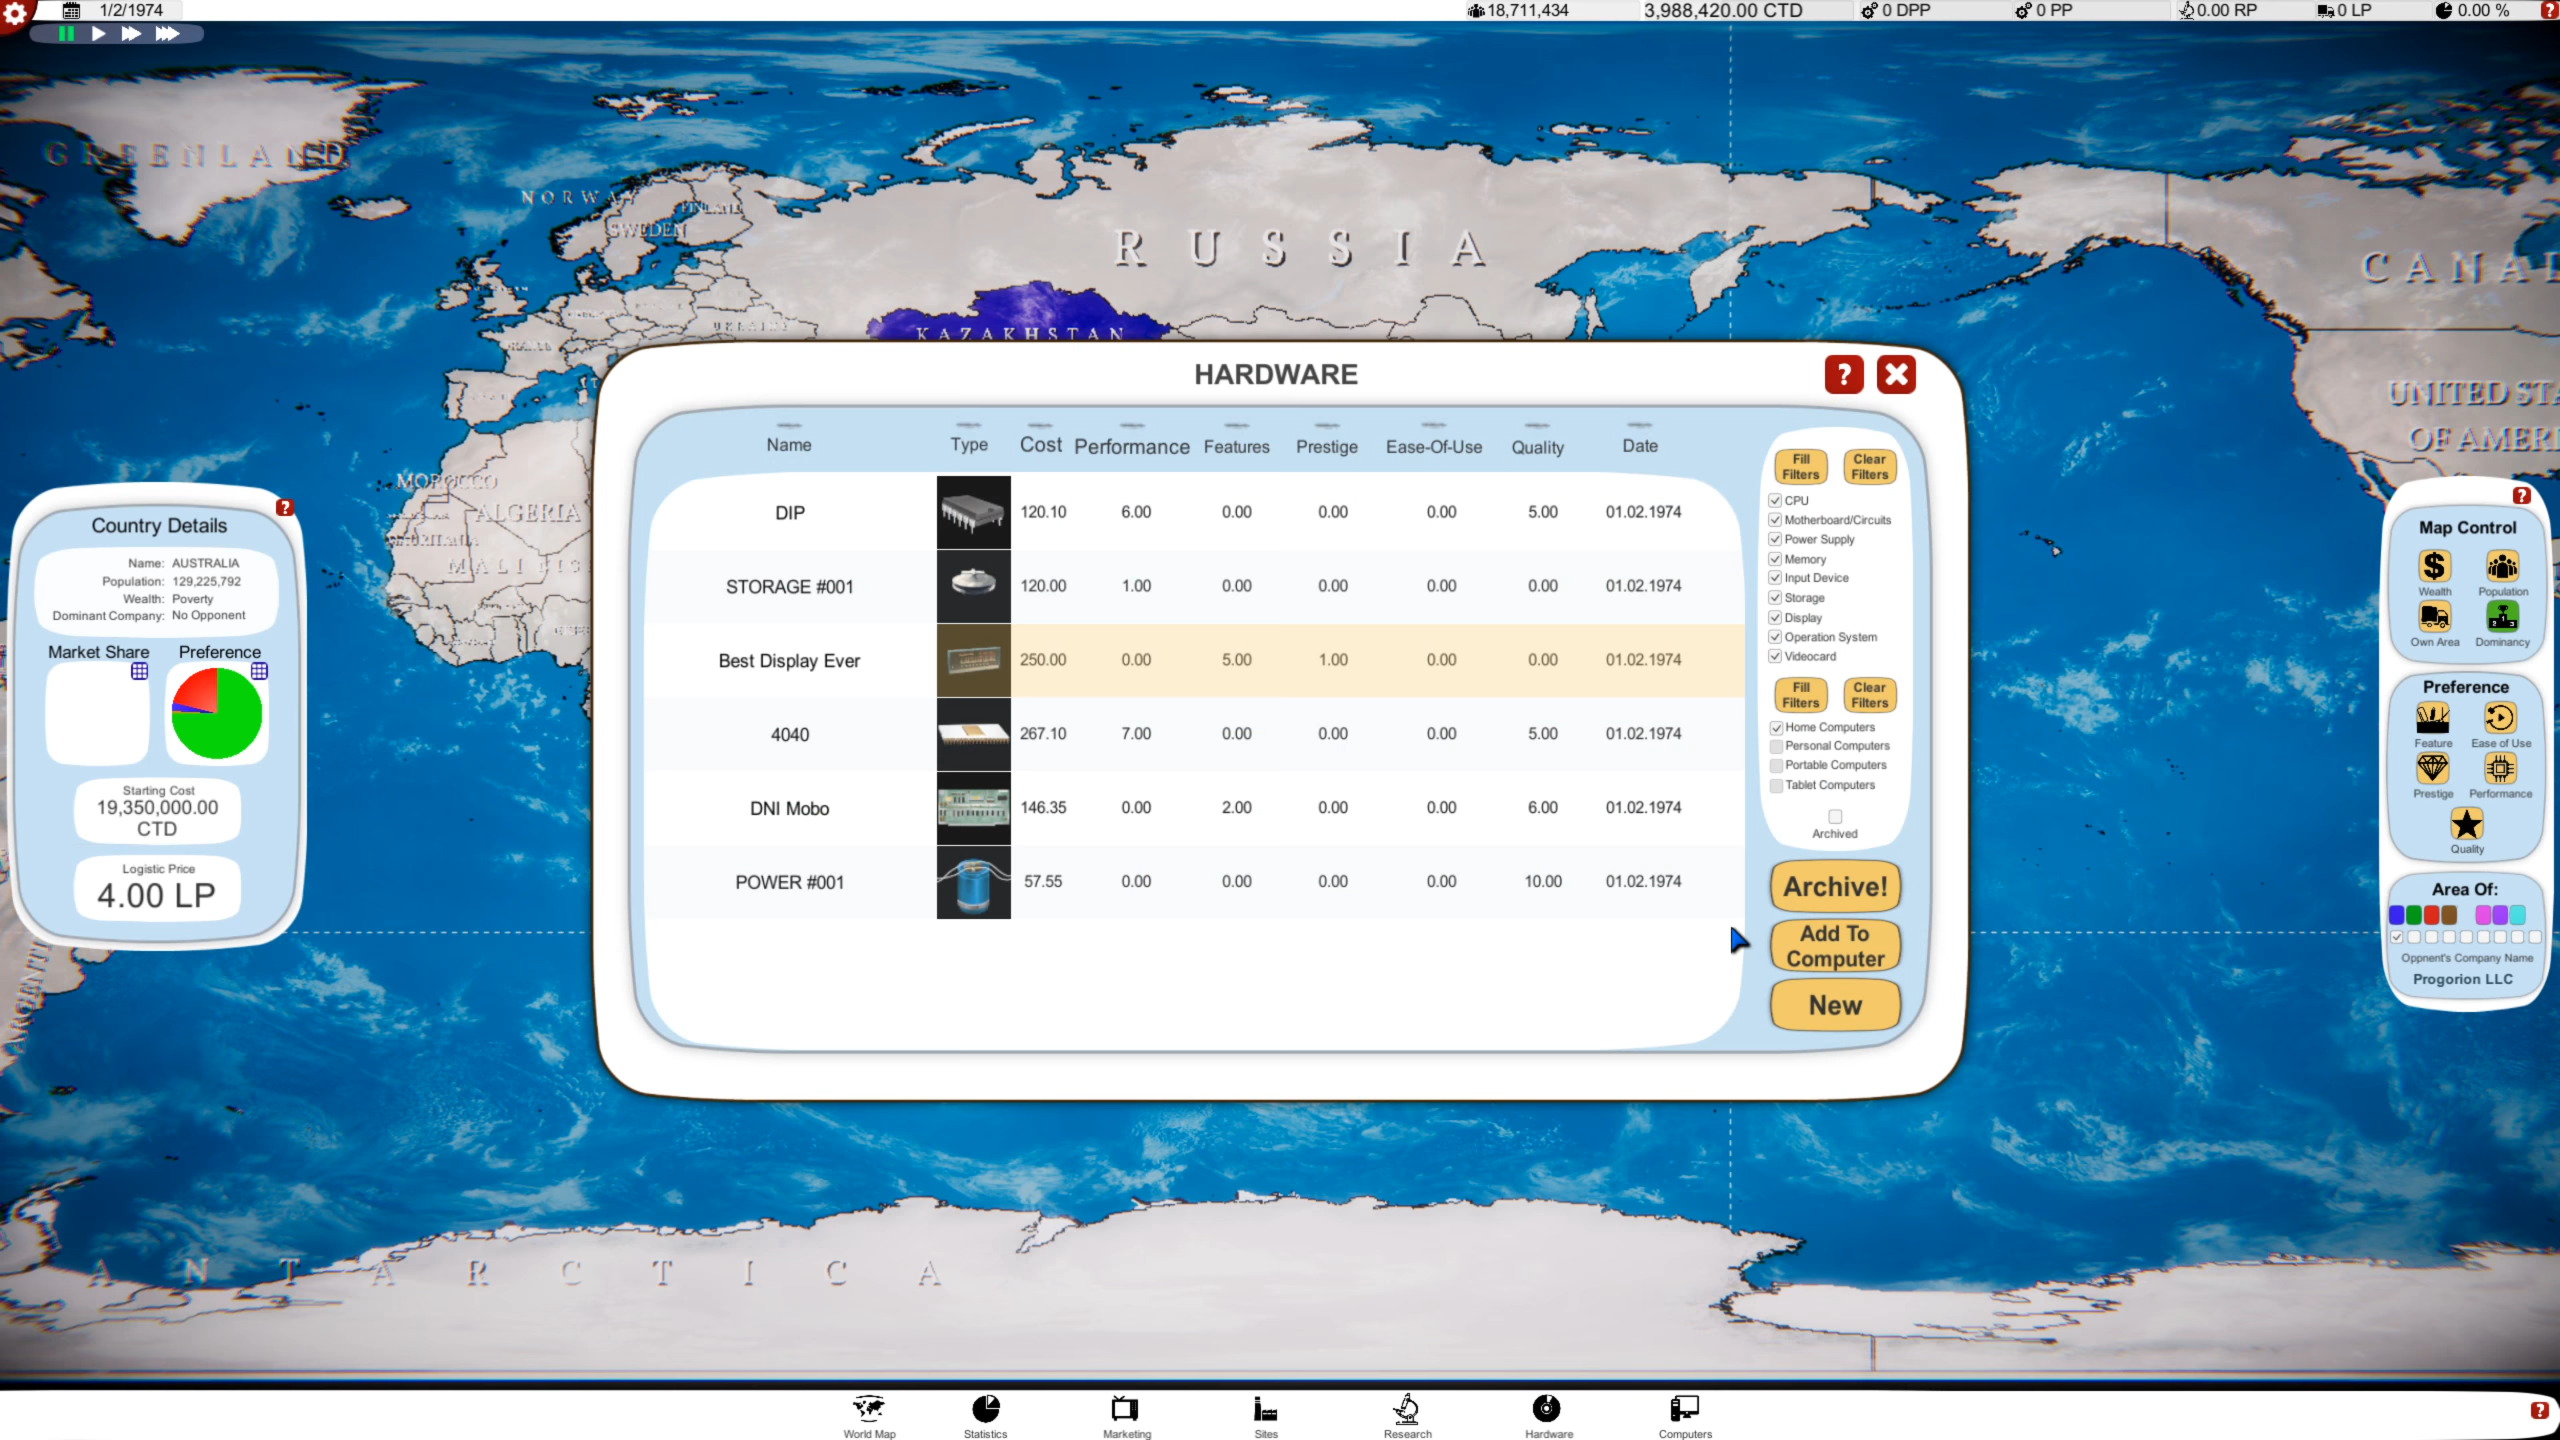 1/2/1974
18,711,434
3,988,420.00 CTD
0 DPP
0 PP
0.00 RP
0 LP
0.00 %
?
GREENLAND
NORWAY
FINLAND
SWEDEN
RUSSIA
UKRAINE
KAZAKHSTAN
CANA
UNITED STA
OF AMERI
MOROCCO
ALGERIA
MAURITANIA
MALI
ANTARCTICA
HARDWARE
?
Name Type Cost Performance Features Prestige Ease-Of-Use Quality Date
DIP 120.10 6.00 0.00 0.00 0.00 5.00 01.02.1974
STORAGE #001 120.00 1.00 0.00 0.00 0.00 0.00 01.02.1974
Best Display Ever 250.00 0.00 5.00 1.00 0.00 0.00 01.02.1974
4040 267.10 7.00 0.00 0.00 0.00 5.00 01.02.1974
DNI Mobo 146.35 0.00 2.00 0.00 0.00 6.00 01.02.1974
POWER #001 57.55 0.00 0.00 0.00 0.00 10.00 01.02.1974
Fill Filters
Clear Filters
CPU
Motherboard/Circuits
Power Supply
Memory
Input Device
Storage
Display
Operation System
Videocard
Fill Filters
Clear Filters
Home Computers
Personal Computers
Portable Computers
Tablet Computers
Archived
Archive!
Add To
Computer
New
?
Country Details
Name: AUSTRALIA
Population: 129,225,792
Wealth: Poverty
Dominant Company: No Opponent
Market Share
Preference
Starting Cost
19,350,000.00
CTD
Logistic Price
4.00 LP
?
Map Control
$
Wealth Population
Own Area Dominancy
Preference
Feature Ease of Use
Prestige Performance
Quality
Area Of:
Oppnent's Company Name
Progorion LLC
World Map
Statistics
Marketing
Sites
Research
Hardware
Computers
?